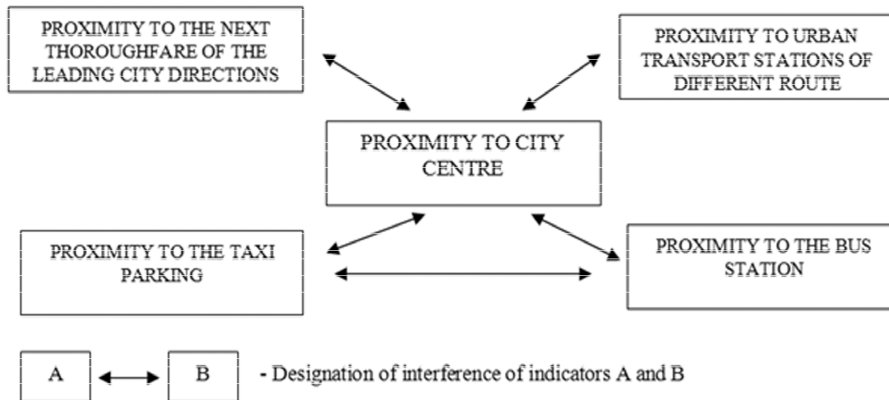 PROXIMITY TO THE NEXT
THOROUGHFARE OF THE
LEADING CITY DIRECTIONS
PROXIMITY TO URBAN
TRANSPORT STATIONS OF
DIFFERENT ROUTE
PROXIMITY TO CITY
CENTRE
PROXIMITY TO THE TAXI
PARKING
PROXIMITY TO THE BUS
STATION
A B - Designation of interference of indicators A and B